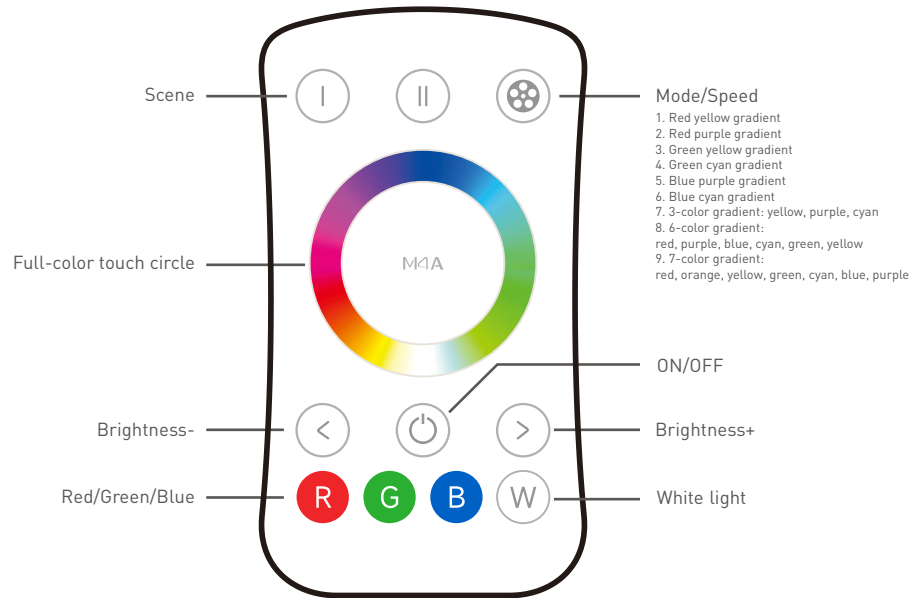 Scene
I
II
Mode/Speed
1. Red yellow gradient
2. Red purple gradient
3. Green yellow gradient
4. Green cyan gradient
5. Blue purple gradient
6. Blue cyan gradient
7. 3-color gradient: yellow, purple, cyan
8. 6-color gradient:
red, purple, blue, cyan, green, yellow
9. 7-color gradient:
red, orange, yellow, green, cyan, blue, purple
Full-color touch circle
M4A
ON/OFF
Brightness-
<
>
Brightness+
Red/Green/Blue
R
G
B
W
White light